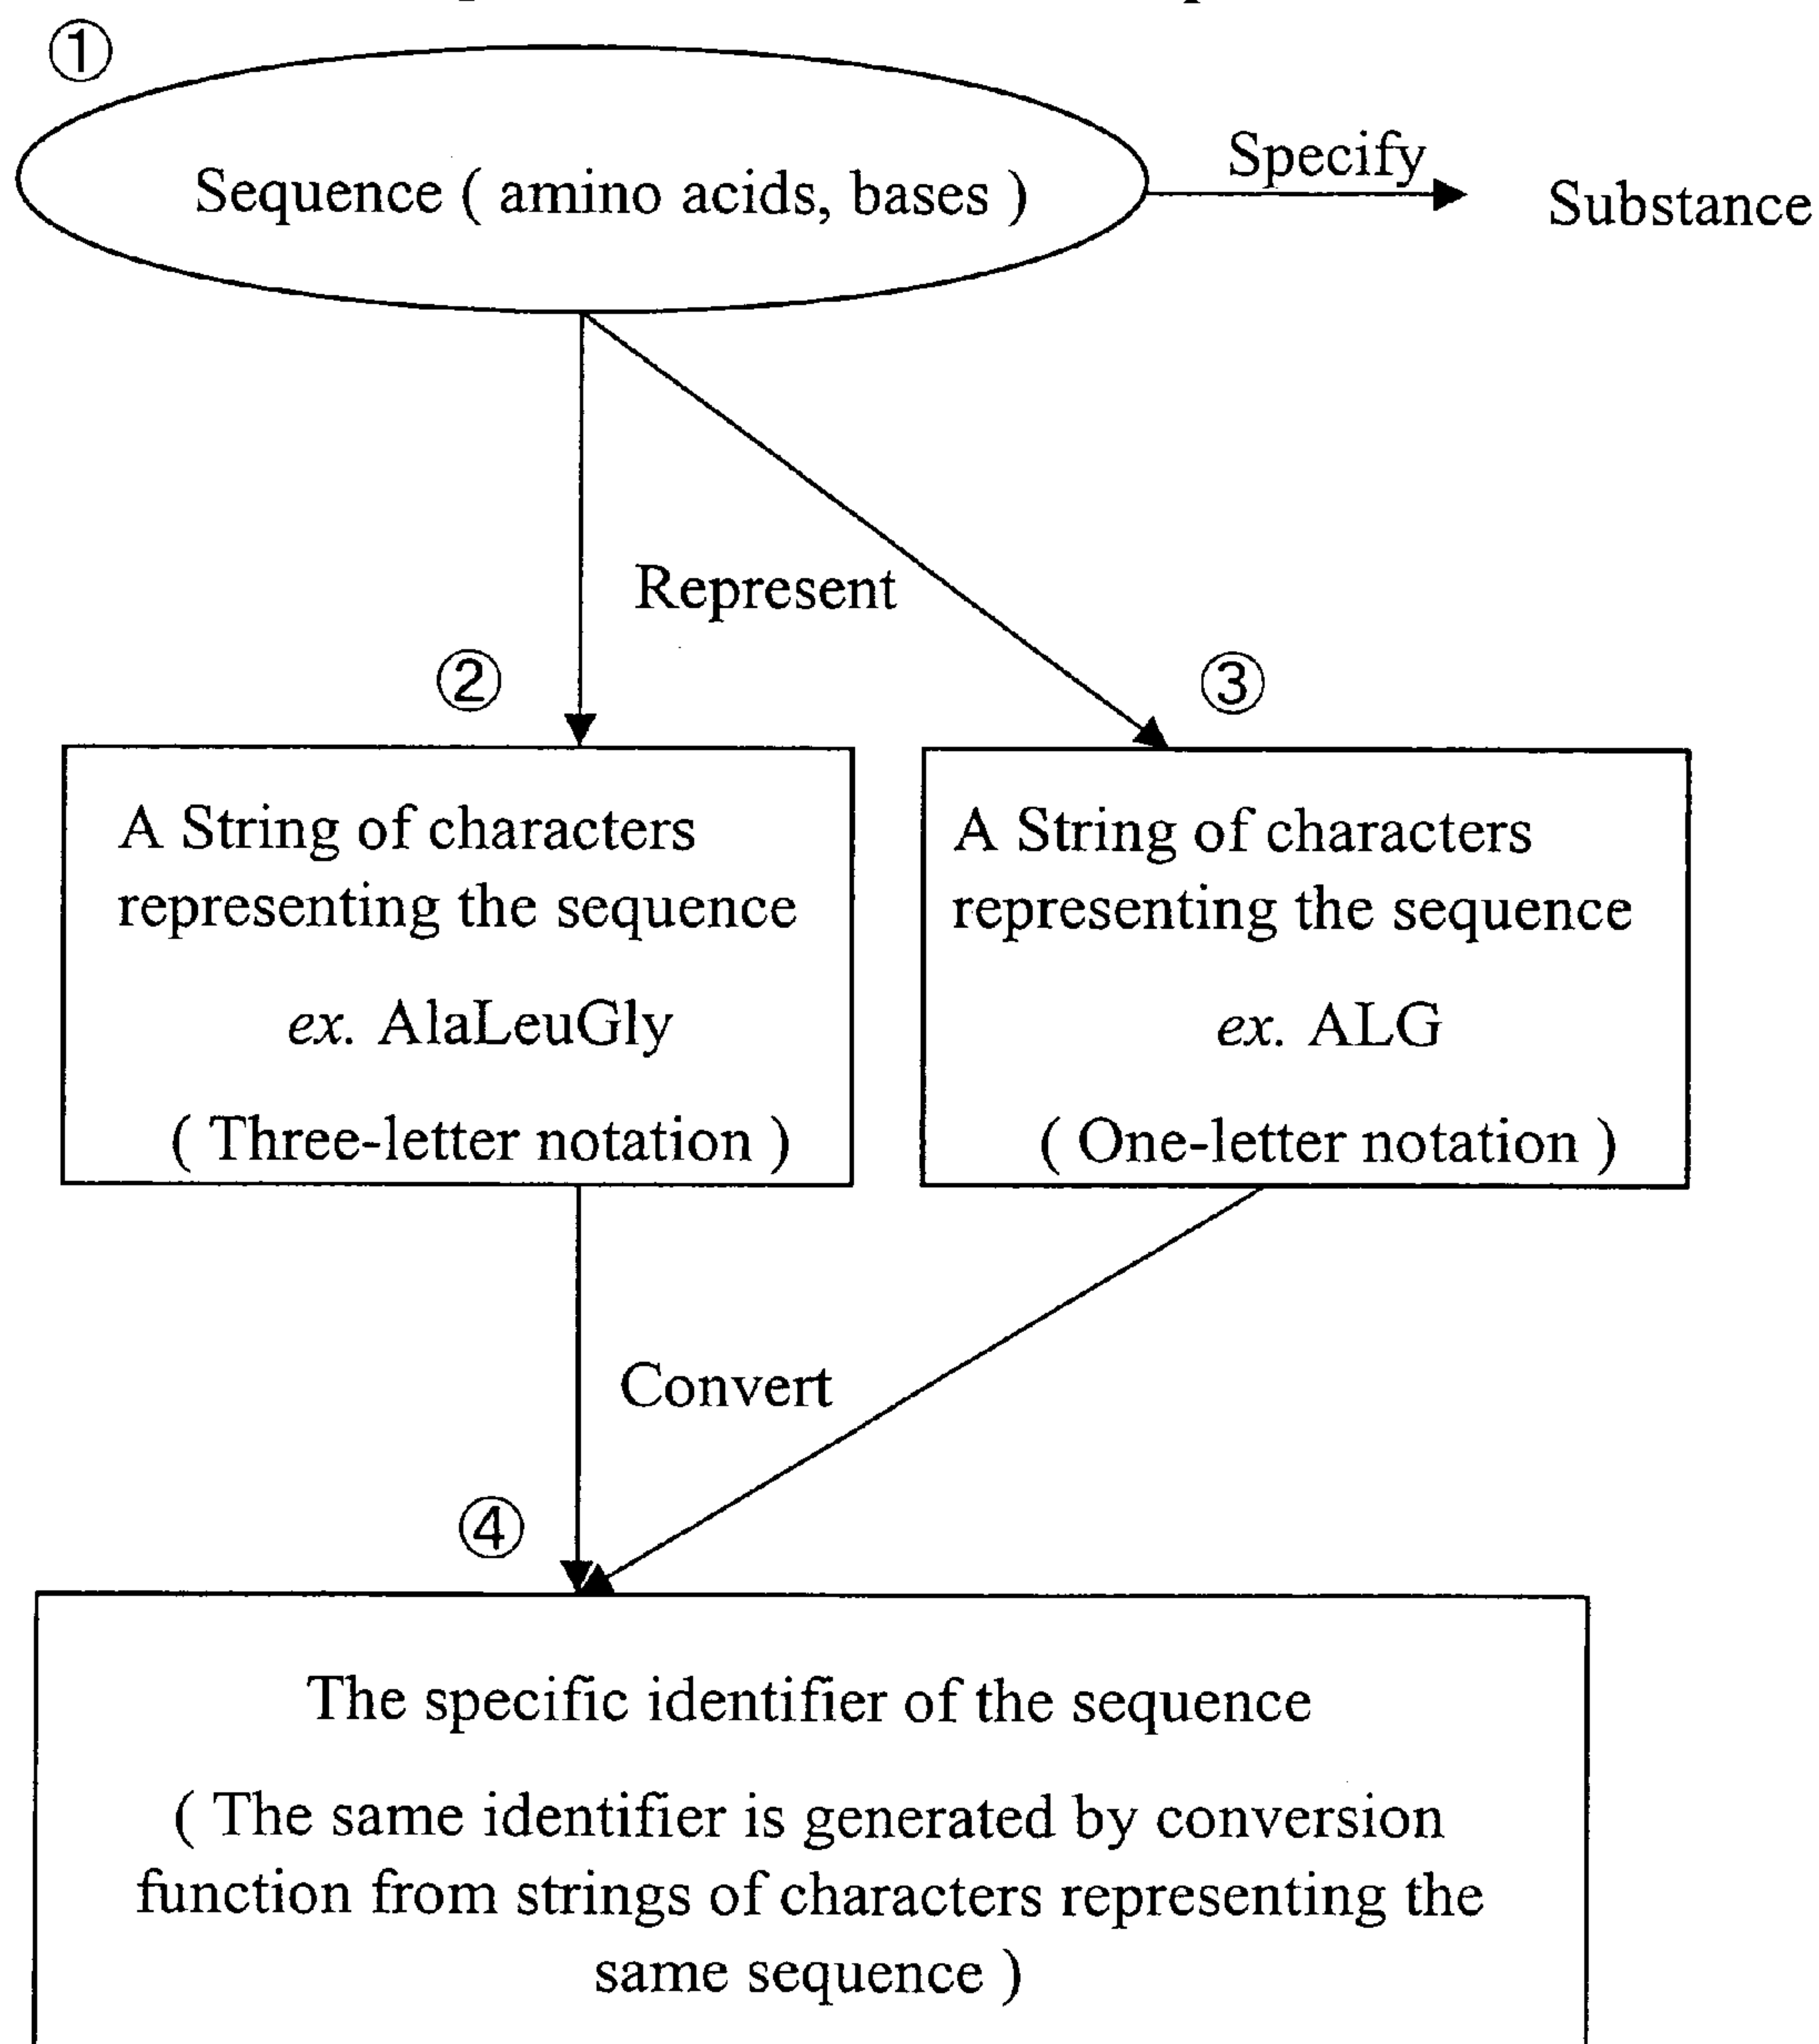 ①
Sequence ( amino acids, bases )
Specify
Substance
Represent
②
③
A String of characters
representing the sequence
ex. AlaLeuGly
( Three-letter notation )
A String of characters
representing the sequence
ex. ALG
( One-letter notation )
Convert
④
The specific identifier of the sequence
( The same identifier is generated by conversion
function from strings of characters representing the
same sequence )